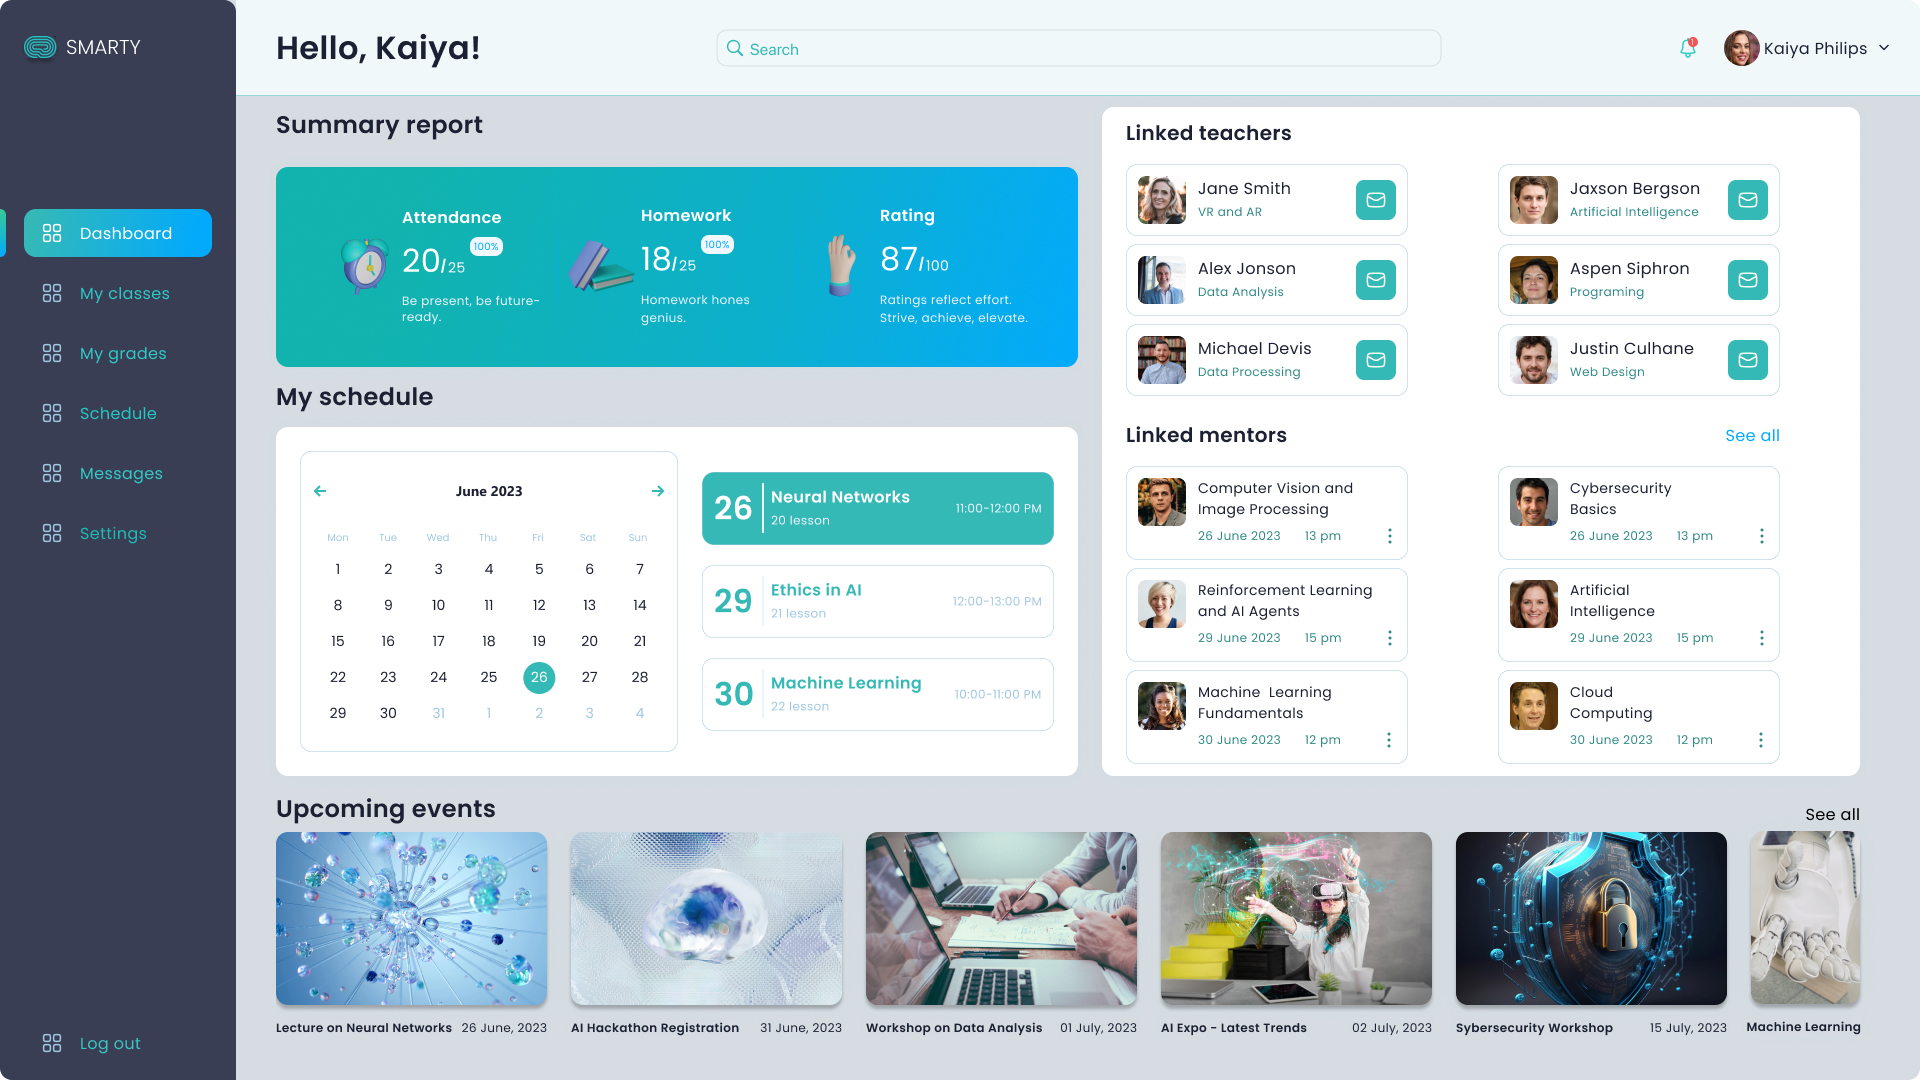 SMARTY
Dashboard
My classes
My grades
Schedule
Messages
Settings
Log out
Hello, Kaiya!
Search
Kaiya Philips
Summary report
Attendance
20/25
100%
Be present, be future-
ready.
Homework
18/25
100%
Homework hones
genius.
Rating
87/100
Ratings reflect effort.
Strive, achieve, elevate.
My schedule
June 2023
Mon Tue Wed Thu Fri Sat Sun
1 2 3 4 5 6 7
8 9 10 11 12 13 14
15 16 17 18 19 20 21
22 23 24 25 26 27 28
29 30 31 1 2 3 4
26
Neural Networks
20 lesson
11:00-12:00 PM
29
Ethics in AI
21 lesson
12:00-13:00 PM
30
Machine Learning
22 lesson
10:00-11:00 PM
Linked teachers
Jane Smith
VR and AR
Jaxson Bergson
Artificial Intelligence
Alex Jonson
Data Analysis
Aspen Siphron
Programing
Michael Devis
Data Processing
Justin Culhane
Web Design
Linked mentors
See all
Computer Vision and
Image Processing
26 June 2023 13 pm
Cybersecurity
Basics
26 June 2023 13 pm
Reinforcement Learning
and AI Agents
29 June 2023 15 pm
Artificial
Intelligence
29 June 2023 15 pm
Machine Learning
Fundamentals
30 June 2023 12 pm
Cloud
Computing
30 June 2023 12 pm
Upcoming events
See all
Lecture on Neural Networks 26 June, 2023
AI Hackathon Registration 31 June, 2023
Workshop on Data Analysis 01 July, 2023
AI Expo - Latest Trends 02 July, 2023
Sybersecurity Workshop 15 July, 2023
Machine Learning